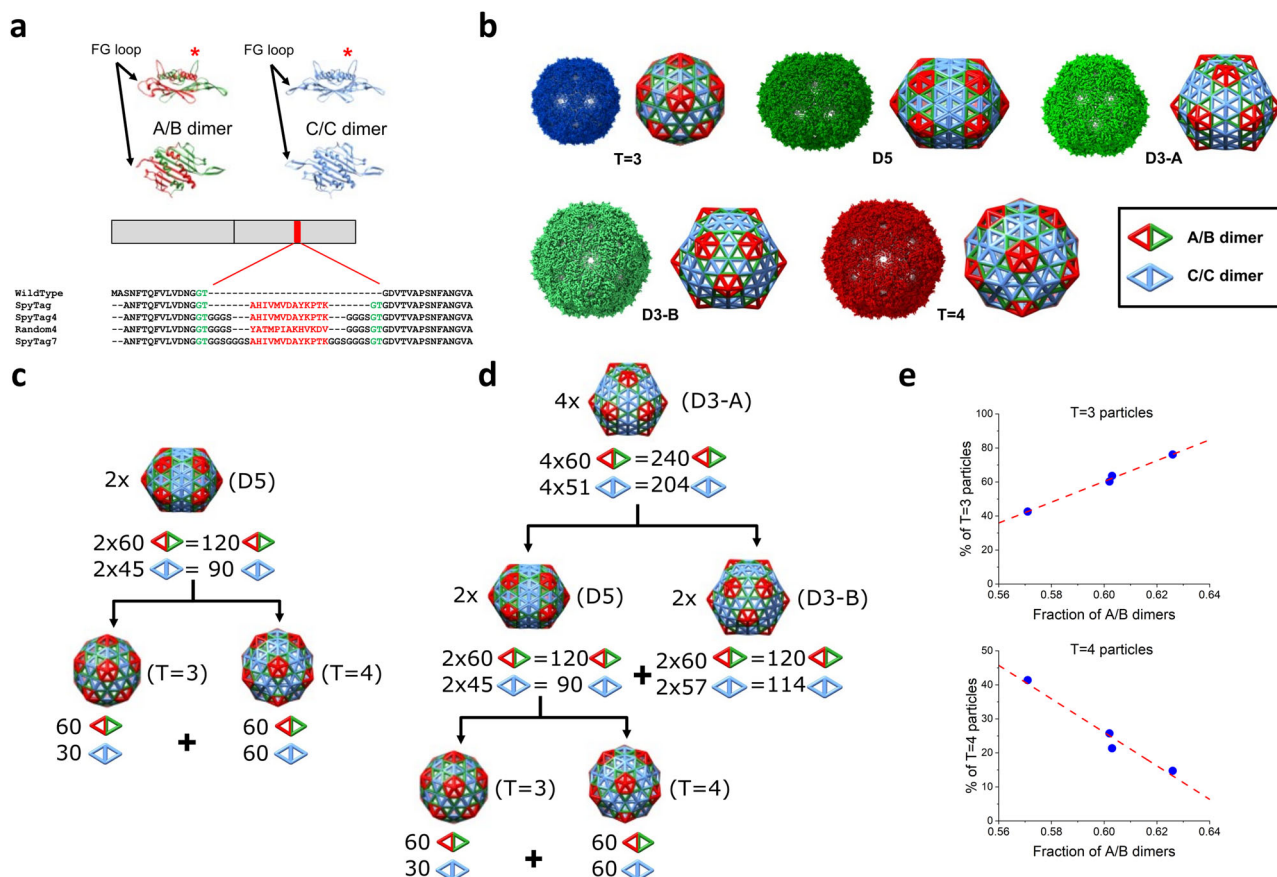 a
FG loop
*
*
A/B dimer
C/C dimer
WildType MASNFTQFVLVDNGGT-----------------------------GDVTVAPSNFANGVA
SpyTag --ANFTQFVLVDNGGT-------AHIVMVDAYKPTK-------GTGDVTVAPSNFANGVA
SpyTag4 --ANFTQFVLVDNGGTGGGS---AHIVMVDAYKPTK---GGGSGTGDVTVAPSNFANGVA
Random4 --ANFTQFVLVDNGGTGGGS---YATMPIAKHVKDV---GGGSGTGDVTVAPSNFANGVA
SpyTag7 --ANFTQFVLVDNGGTGGSGGGSAHIVMVDAYKPTKGGSGGGSGTGDVTVAPSNFANGVA
b
T=3
D5
D3-A
D3-B
T=4
A/B dimer
C/C dimer
c
2x (D5)
2x60 =120
2x45 = 90
(T=3)
(T=4)
60
30
+
60
60
d
4x (D3-A)
4x60 =240
4x51 =204
2x (D5)
2x (D3-B)
2x60 =120
2x45 = 90
+
2x60 =120
2x57 =114
(T=3)
(T=4)
60
30
+
60
60
e
T=3 particles
% of T=3 particles
100
80
60
40
20
0
0.56 0.58 0.60 0.62 0.64
Fraction of A/B dimers
T=4 particles
% of T=4 particles
50
40
30
20
10
0
0.56 0.58 0.60 0.62 0.64
Fraction of A/B dimers